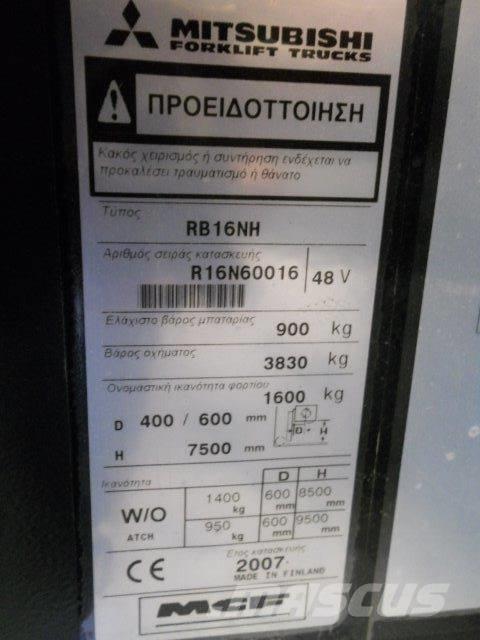 MITSUBISHI
FORKLIFT TRUCKS
ΠΡΟΕΙΔΟΤΤΟΙΗΣΗ
Κακός χειρισμός ή συντήρηση ενδέχεται να
προκαλέσει τραυματισμό ή θάνατο
Τύπος
RB16NH
Αριθμός σειράς κατασκευής
R16N60016 48 V
Ελάχιστο βάρος μπαταρίας
900 kg
Βάρος οχήματος
3830 kg
Ονομαστική ικανότητα φορτίου
1600 kg
D 400 / 600 mm
D H
H 7500 mm
Ικανότητα D H
W/O ATCH 1400 kg 600 mm 8500 mm
950 kg 600 mm 9500 mm
Έτος κατασκευής
CE 2007
MADE IN FINLAND
MCF
MASCUS